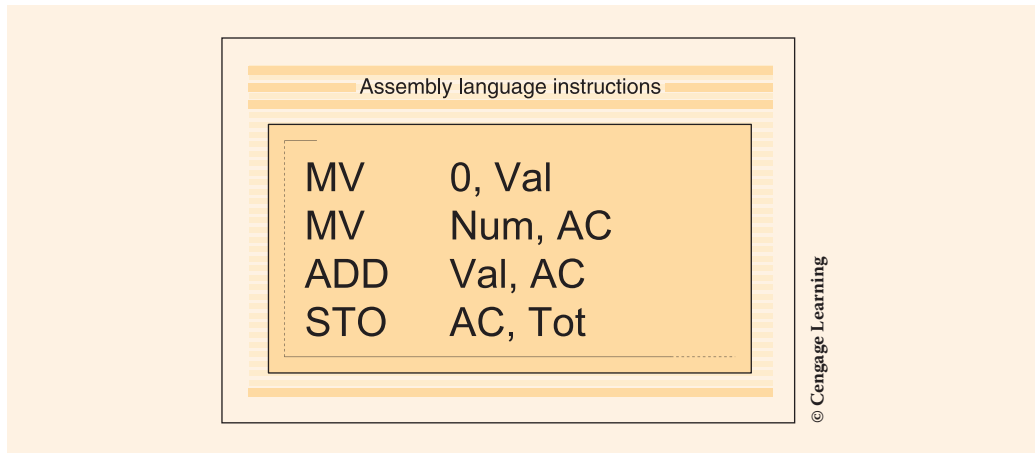 Assembly language instructions
MV 0, Val
MV Num, AC
ADD Val, AC
STO AC, Tot
© Cengage Learning